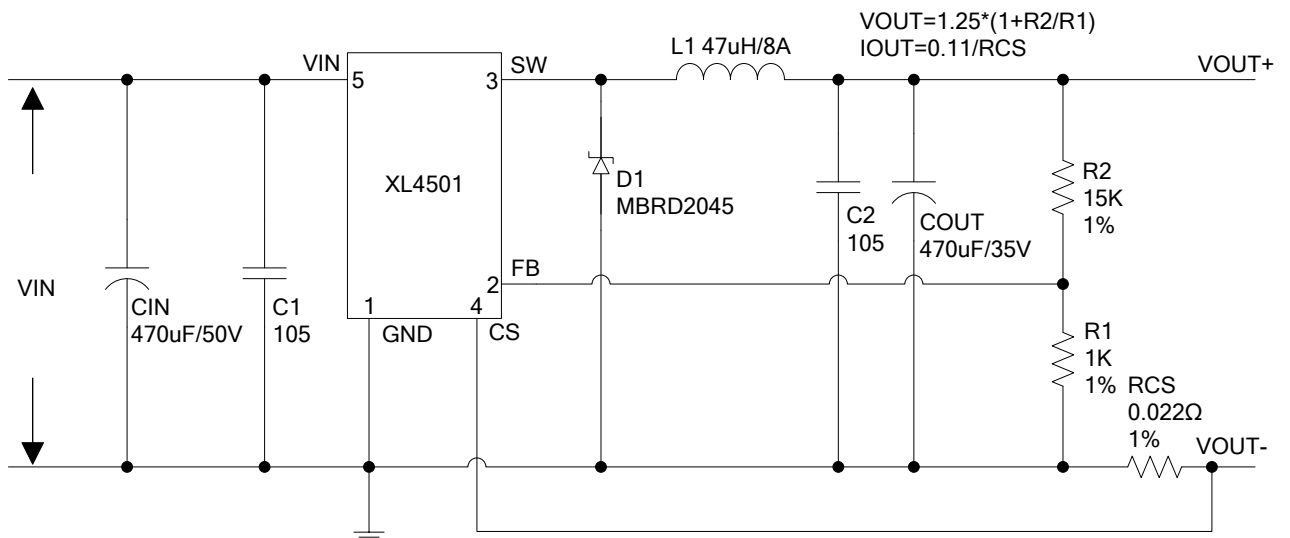 VOUT=1.25*(1+R2/R1)
IOUT=0.11/RCS
L1 47uH/8A
VIN
SW
VOUT+
5
3
XL4501
D1
MBRD2045
R2
15K
1%
C2
105
COUT
470uF/35V
FB
2
VIN
CIN
470uF/50V
C1
105
1
4
GND
CS
R1
1K
1%
RCS
0.022Ω
1%
VOUT-